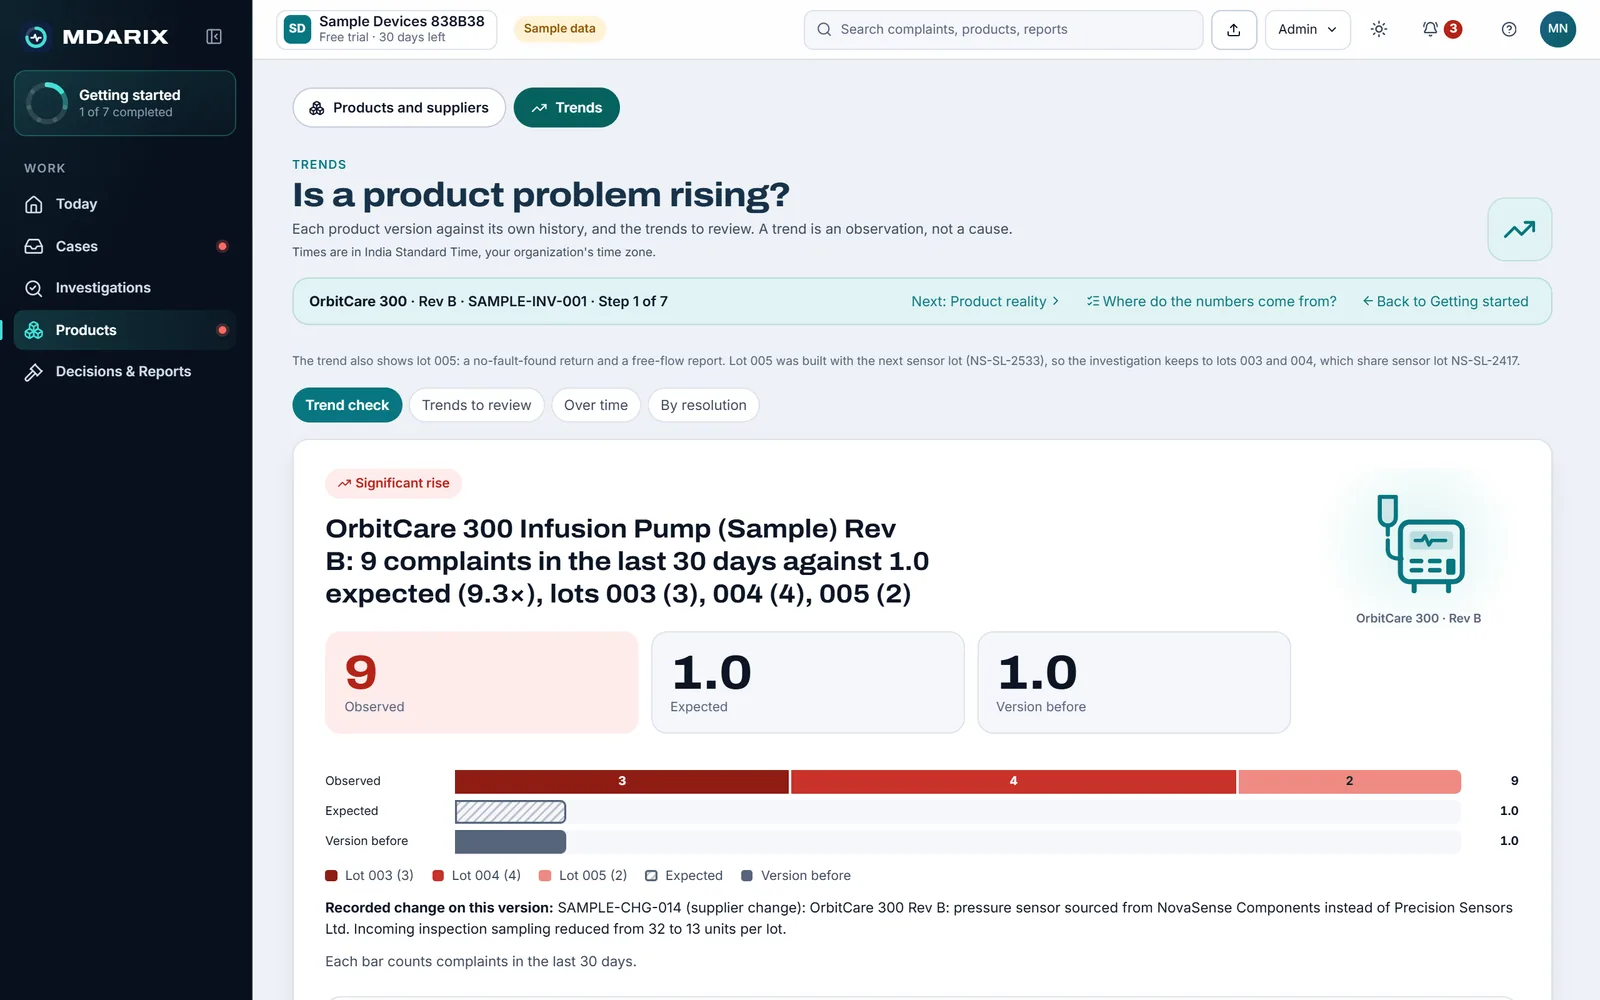 MDARIX
SD
Sample Devices 838B38
Free trial · 30 days left
Sample data
Search complaints, products, reports
Admin
3
MN
Getting started
1 of 7 completed
WORK
Today
Cases
Investigations
Products
Decisions & Reports
Products and suppliers
Trends
TRENDS
Is a product problem rising?
Each product version against its own history, and the trends to review. A trend is an observation, not a cause.
Times are in India Standard Time, your organization's time zone.
OrbitCare 300 · Rev B · SAMPLE-INV-001 · Step 1 of 7
Next: Product reality
Where do the numbers come from?
Back to Getting started
The trend also shows lot 005: a no-fault-found return and a free-flow report. Lot 005 was built with the next sensor lot (NS-SL-2533), so the investigation keeps to lots 003 and 004, which share sensor lot NS-SL-2417.
Trend check
Trends to review
Over time
By resolution
Significant rise
OrbitCare 300 Infusion Pump (Sample) Rev
B: 9 complaints in the last 30 days against 1.0
expected (9.3×), lots 003 (3), 004 (4), 005 (2)
OrbitCare 300 · Rev B
9
Observed
1.0
Expected
1.0
Version before
Observed
3
4
2
9
Expected
1.0
Version before
1.0
Lot 003 (3)
Lot 004 (4)
Lot 005 (2)
Expected
Version before
Recorded change on this version: SAMPLE-CHG-014 (supplier change): OrbitCare 300 Rev B: pressure sensor sourced from NovaSense Components instead of Precision Sensors
Ltd. Incoming inspection sampling reduced from 32 to 13 units per lot.
Each bar counts complaints in the last 30 days.